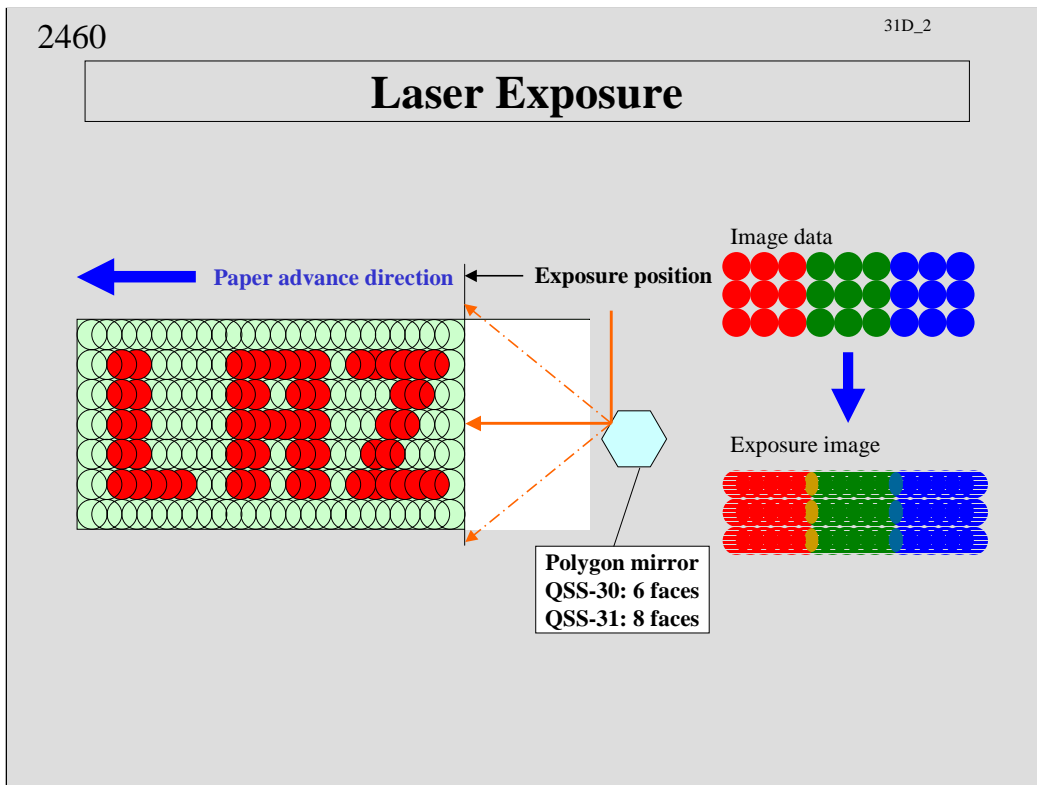 2460
31D_2
Laser Exposure
Image data
Paper advance direction
Exposure position
Exposure image
Polygon mirror
QSS-30: 6 faces
QSS-31: 8 faces